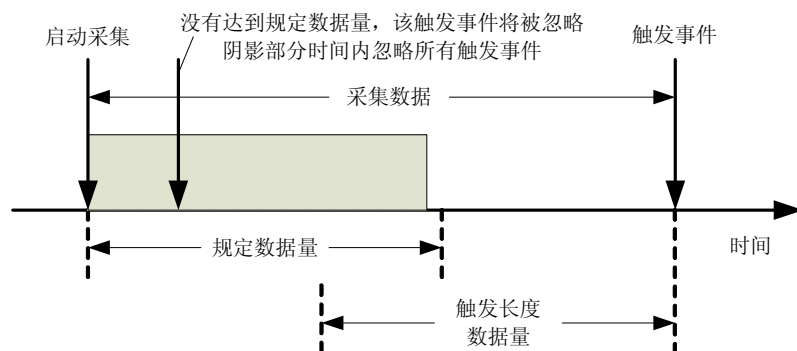 没有达到规定数据量，该触发事件将被忽略
启动采集
阴影部分时间内忽略所有触发事件
触发事件
采集数据
规定数据量
时间
触发长度
数据量